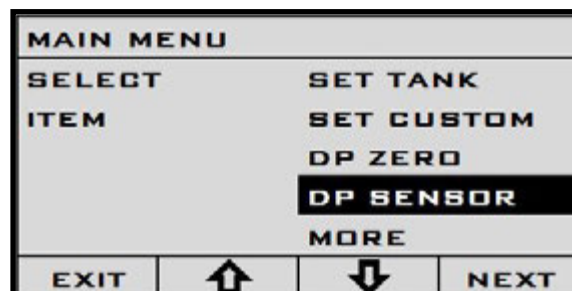 MAIN MENU
SELECT SET TANK
ITEM SET CUSTOM
DP ZERO
DP SENSOR
MORE
EXIT NEXT